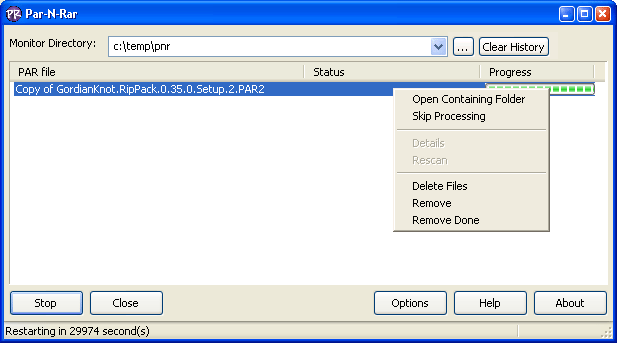 PR Par-N-Rar
Monitor Directory: c:\temp\pnr ... Clear History
PAR file Status Progress
Copy of GordianKnot.RipPack.0.35.0.Setup.2.PAR2
Open Containing Folder
Skip Processing
Details
Rescan
Delete Files
Remove
Remove Done
Stop Close Options Help About
Restarting in 29974 second(s)